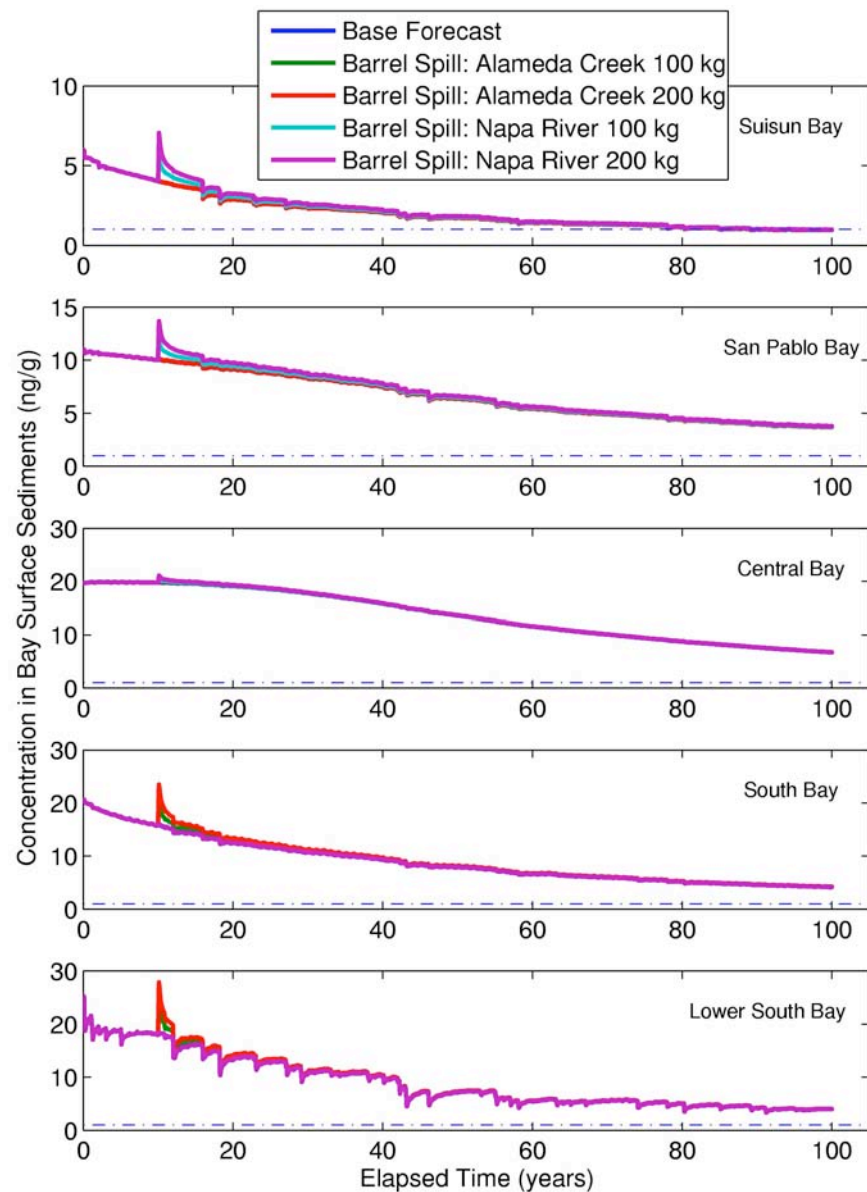 Base Forecast
Barrel Spill: Alameda Creek 100 kg
Barrel Spill: Alameda Creek 200 kg
Barrel Spill: Napa River 100 kg
Barrel Spill: Napa River 200 kg
Concentration in Bay Surface Sediments (ng/g)
10
5
0
Suisun Bay
0 20 40 60 80 100
15
10
5
0
San Pablo Bay
0 20 40 60 80 100
30
20
10
0
Central Bay
0 20 40 60 80 100
30
20
10
0
South Bay
0 20 40 60 80 100
30
20
10
0
Lower South Bay
0 20 40 60 80 100
Elapsed Time (years)